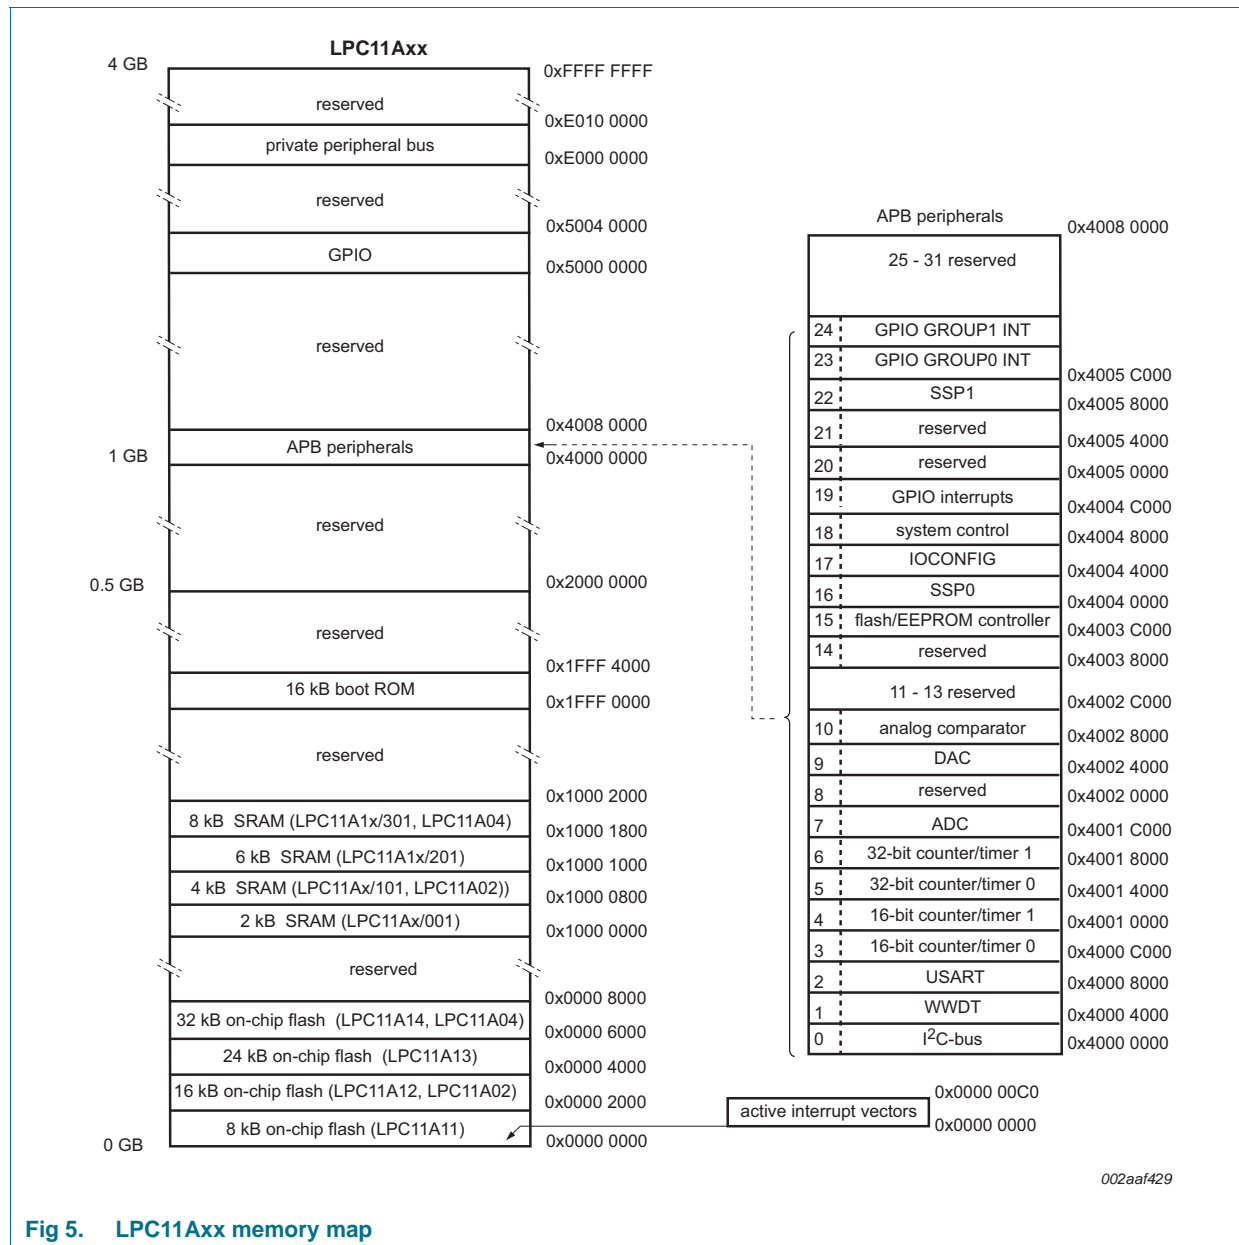 LPC11Axx
4 GB
0xFFFF FFFF
reserved
0xE010 0000
private peripheral bus
0xE000 0000
reserved
0x5004 0000
GPIO
0x5000 0000
reserved
0x4008 0000
APB peripherals
1 GB
0x4000 0000
reserved
0.5 GB
0x2000 0000
reserved
0x1FFF 4000
16 kB boot ROM
0x1FFF 0000
reserved
0x1000 2000
8 kB SRAM (LPC11A1x/301, LPC11A04)
0x1000 1800
6 kB SRAM (LPC11A1x/201)
0x1000 1000
4 kB SRAM (LPC11Ax/101, LPC11A02))
0x1000 0800
2 kB SRAM (LPC11Ax/001)
0x1000 0000
reserved
0x0000 8000
32 kB on-chip flash (LPC11A14, LPC11A04)
0x0000 6000
24 kB on-chip flash (LPC11A13)
0x0000 4000
16 kB on-chip flash (LPC11A12, LPC11A02)
0x0000 2000
8 kB on-chip flash (LPC11A11)
0 GB
0x0000 0000
APB peripherals
0x4008 0000
25 - 31 reserved
24 GPIO GROUP1 INT
23 GPIO GROUP0 INT
0x4005 C000
22 SSP1
0x4005 8000
21 reserved
0x4005 4000
20 reserved
0x4005 0000
19 GPIO interrupts
0x4004 C000
18 system control
0x4004 8000
17 IOCONFIG
0x4004 4000
16 SSP0
0x4004 0000
15 flash/EEPROM controller
0x4003 C000
14 reserved
0x4003 8000
11 - 13 reserved
0x4002 C000
10 analog comparator
0x4002 8000
9 DAC
0x4002 4000
8 reserved
0x4002 0000
7 ADC
0x4001 C000
6 32-bit counter/timer 1
0x4001 8000
5 32-bit counter/timer 0
0x4001 4000
4 16-bit counter/timer 1
0x4001 0000
3 16-bit counter/timer 0
0x4000 C000
2 USART
0x4000 8000
1 WWDT
0x4000 4000
0 I²C-bus
0x4000 0000
0x0000 00C0
active interrupt vectors
0x0000 0000
002aaf429
Fig 5. LPC11Axx memory map